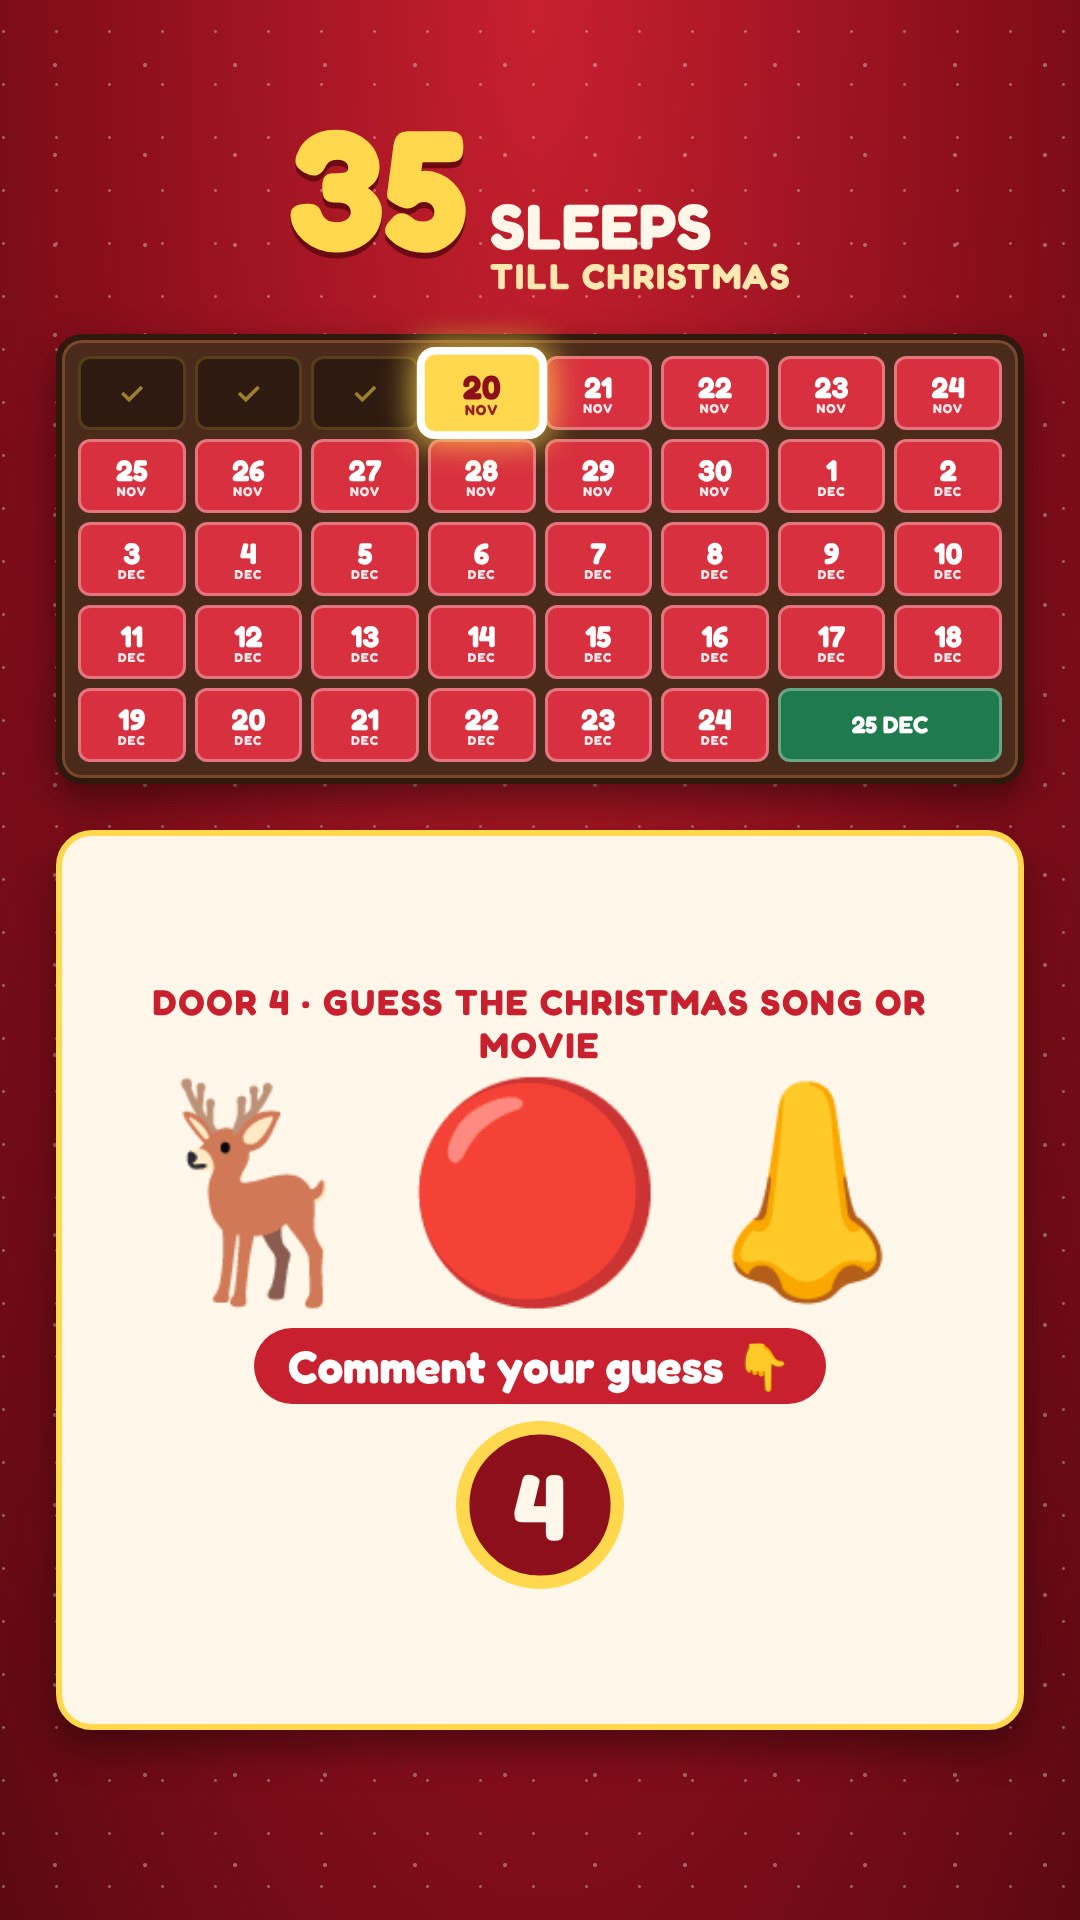 35 SLEEPS
TILL CHRISTMAS
20 21 22 23 24
NOV NOV NOV NOV NOV
25 26 27 28 29 30 1 2
NOV NOV NOV NOV NOV NOV DEC DEC
3 4 5 6 7 8 9 10
DEC DEC DEC DEC DEC DEC DEC DEC
11 12 13 14 15 16 17 18
DEC DEC DEC DEC DEC DEC DEC DEC
19 20 21 22 23 24 25 DEC
DEC DEC DEC DEC DEC DEC
DOOR 4 · GUESS THE CHRISTMAS SONG OR
MOVIE
Comment your guess 👇
4